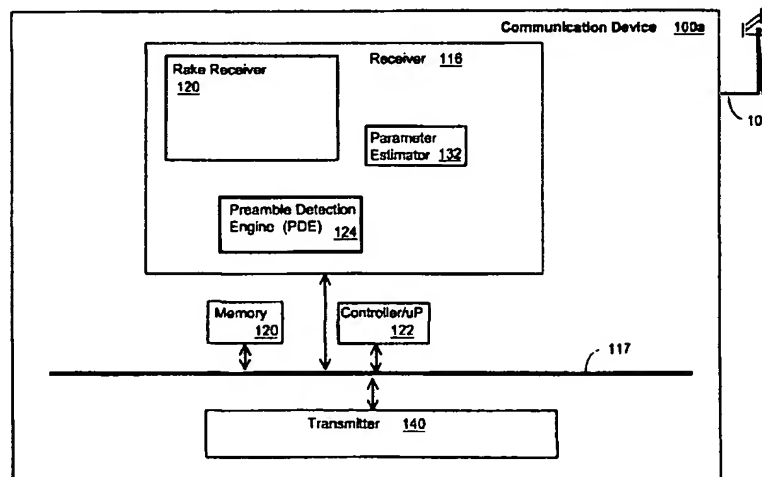 Communication Device 100a
Receiver 116
Rake Receiver
120
Parameter
Estimator 132
Preamble Detection
Engine (PDE) 124
10
Memory
120
Controller/uP
122
117
Transmitter 140